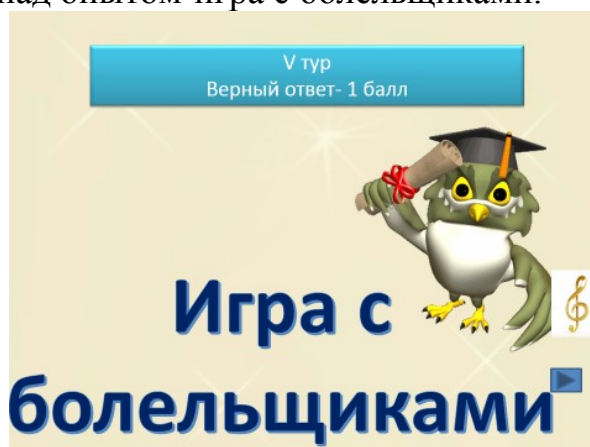 над опытом игра с болельщиками.
V тур
Верный ответ- 1 балл
Игра с
болельщиками